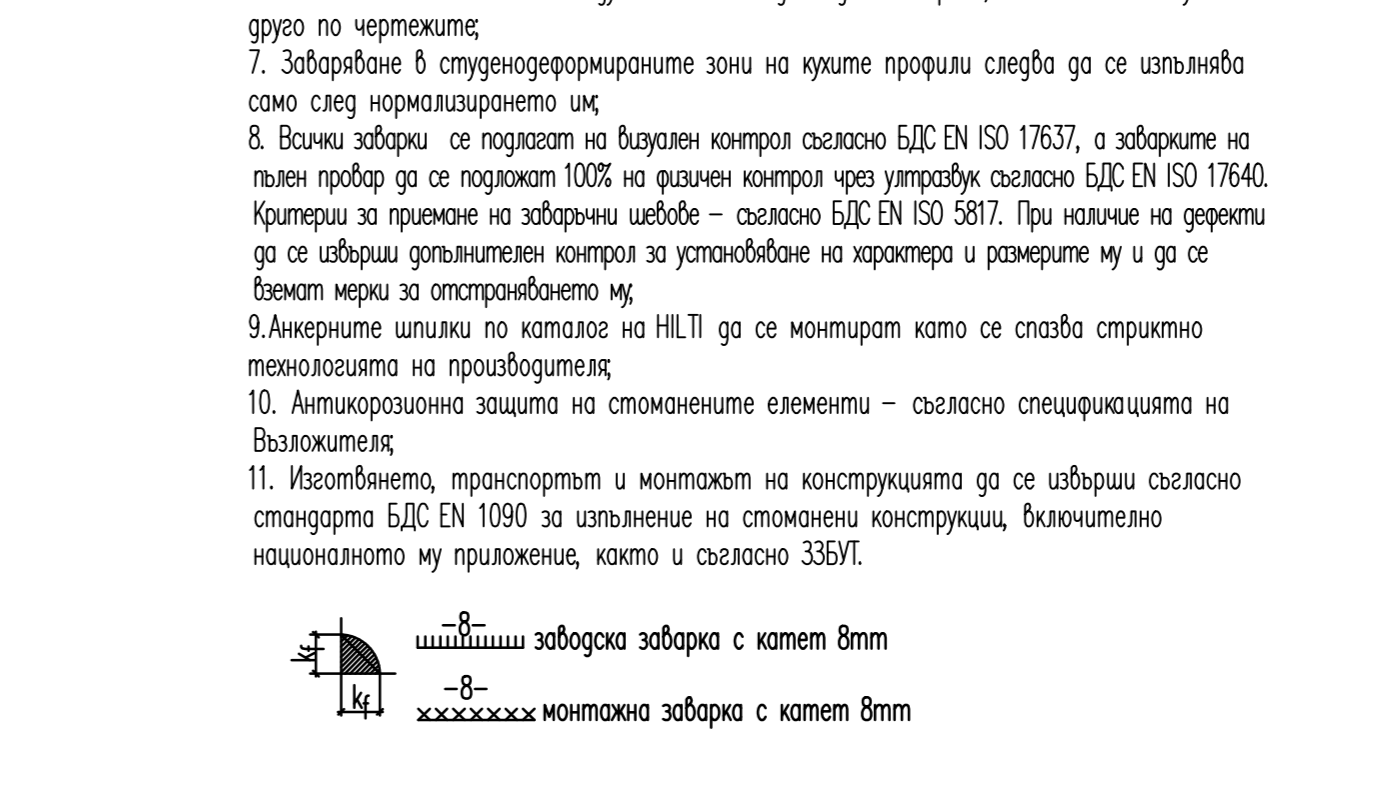 друго по чертежите;
7. Заваряване в студенодеформираните зони на кухите профили следва да се изпълнява
само след нормализирането им;
8. Всички заварки се подлагат на визуален контрол съгласно БДС EN ISO 17637, а заварките на
пълен провар да се подложат 100% на физичен контрол чрез ултразвук съгласно БДС EN ISO 17640.
Критерии за приемане на заваръчни шевове – съгласно БДС EN ISO 5817. При наличие на дефекти
да се извърши допълнителен контрол за установяване на характера и размерите му и да се
вземат мерки за отстраняването му;
9.Анкерните шпилки по каталог на HILTI да се монтират като се спазва стриктно
технологията на производителя;
10. Антикорозионна защита на стоманените елементи – съгласно спецификацията на
Възложителя;
11. Изготвянето, транспортът и монтажът на конструкцията да се извърши съгласно
стандарта БДС EN 1090 за изпълнение на стоманени конструкции, включително
националното му приложение, както и съгласно ЗЗБУТ.
kf
–8– заводска заварка с катет 8mm
kf
–8– монтажна заварка с катет 8mm